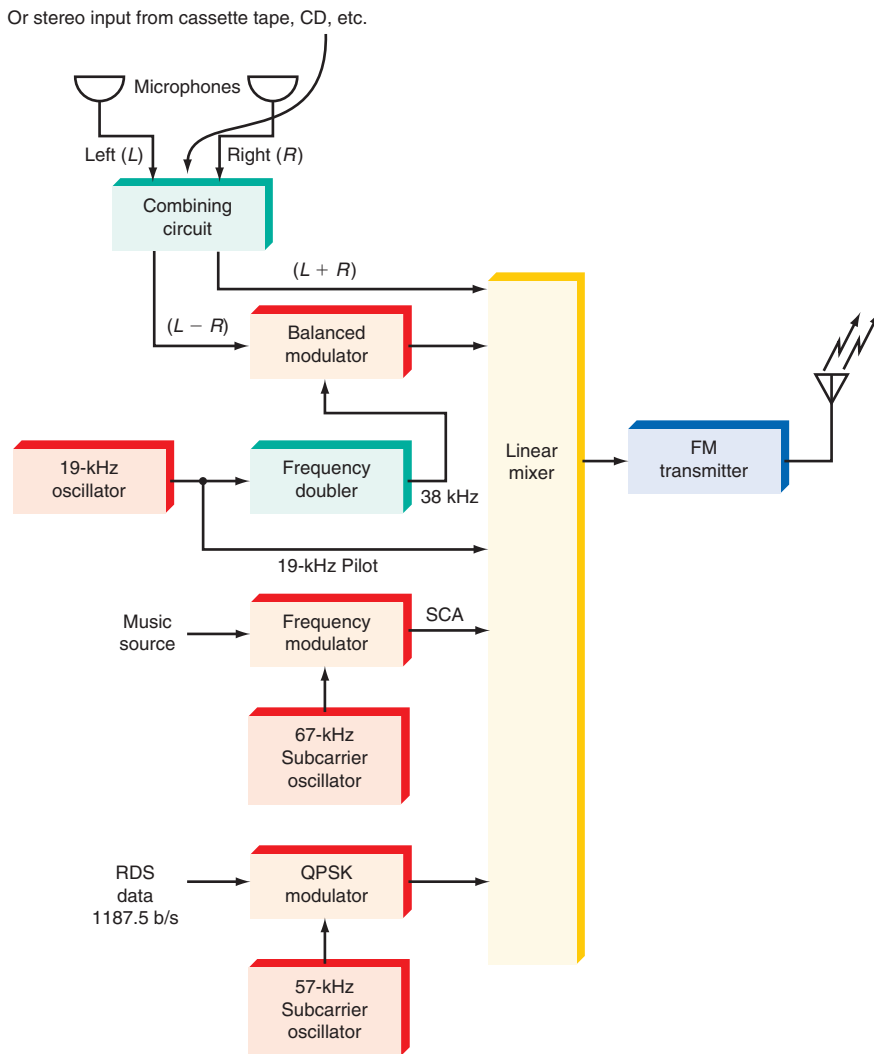 Or stereo input from cassette tape, CD, etc.
Microphones
Left (L)
Right (R)
Combining
circuit
(L + R)
(L − R)
Balanced
modulator
19-kHz
oscillator
Frequency
doubler
38 kHz
Linear
mixer
FM
transmitter
19-kHz Pilot
Music
source
Frequency
modulator
SCA
67-kHz
Subcarrier
oscillator
RDS
data
1187.5 b/s
QPSK
modulator
57-kHz
Subcarrier
oscillator